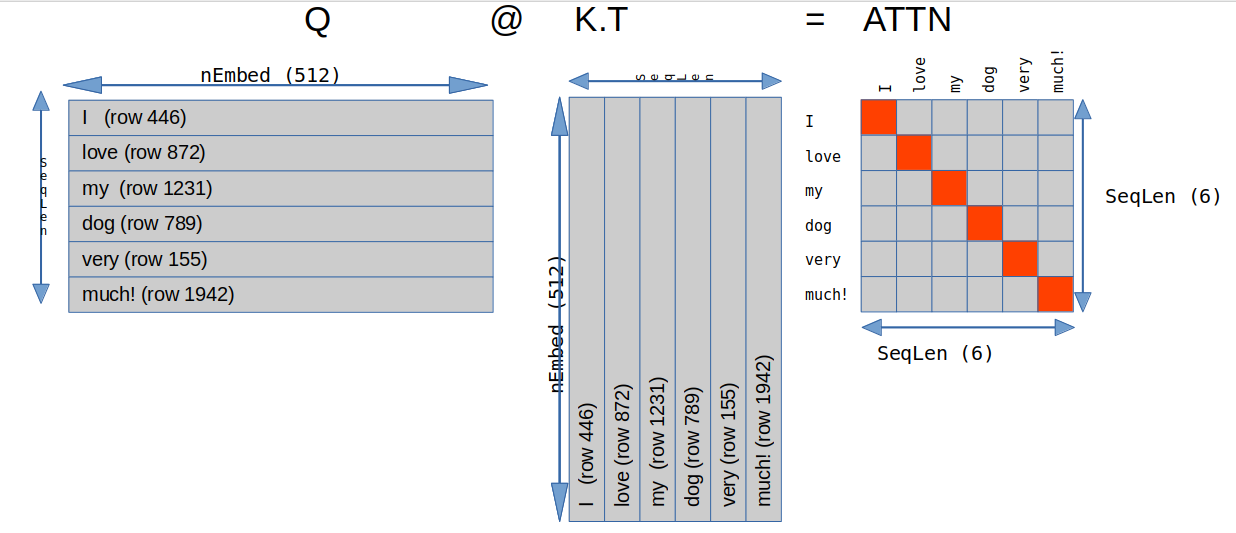 Q @ K.T = ATTN
nEmbed (512)
SeqLen
I (row 446)
love (row 872)
my (row 1231)
dog (row 789)
very (row 155)
much! (row 1942)
SeqLen
nEmbed (512)
I (row 446)
love (row 872)
my (row 1231)
dog (row 789)
very (row 155)
much! (row 1942)
I
love
my
dog
very
much!
I
love
my
dog
very
much!
SeqLen (6)
SeqLen (6)